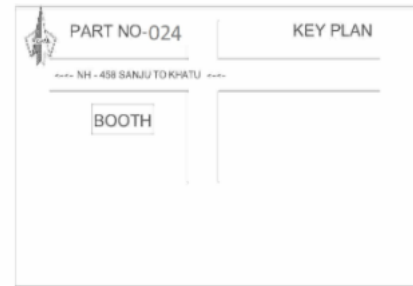 PART NO-024 KEY PLAN
<-<- NH - 458 SANJU TO KHATU <-<-
BOOTH